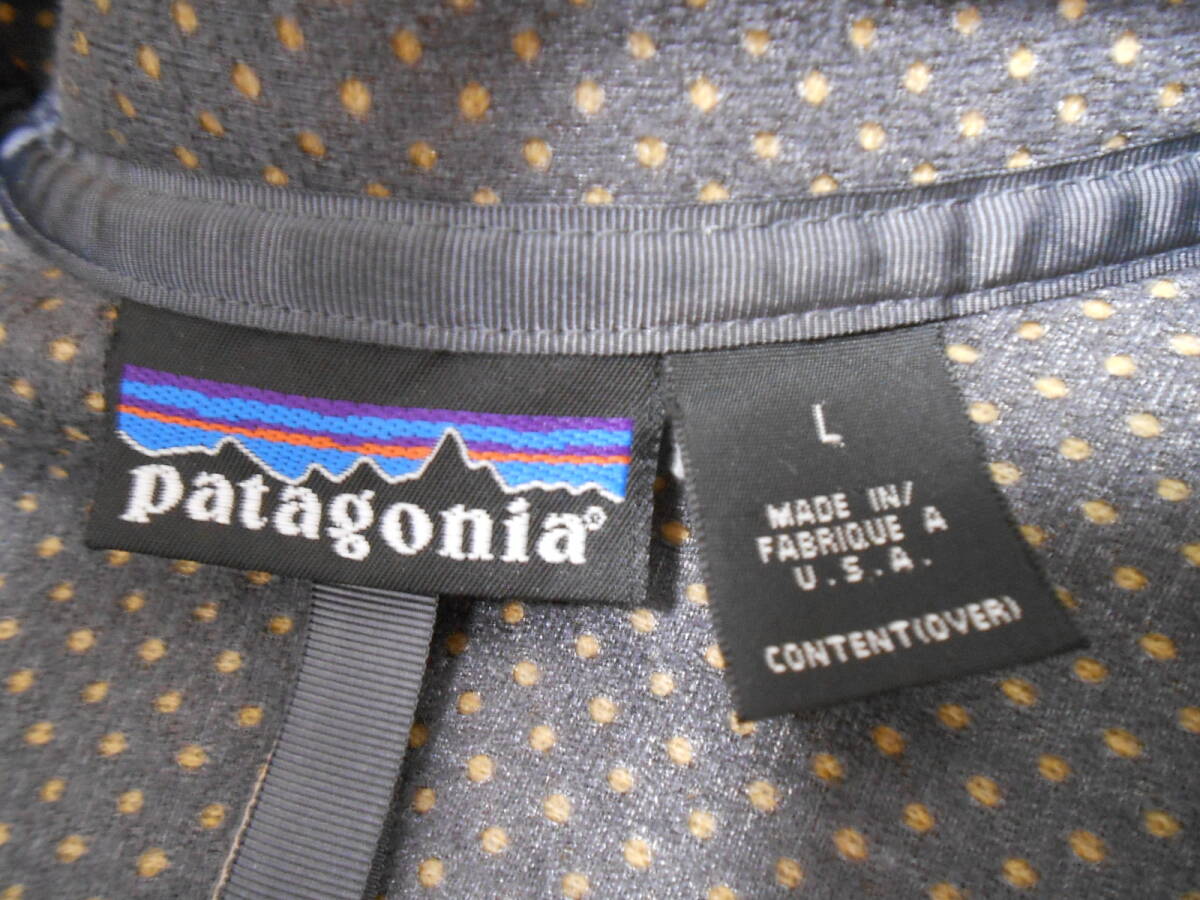 patagonia®
L
MADE IN/
FABRIQUE A
U.S.A.
CONTENT(OVER)